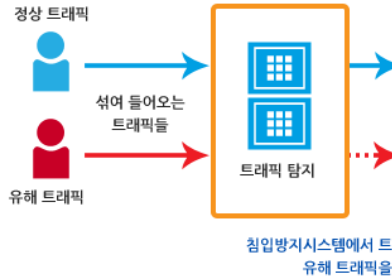 정상 트래픽
섞여 들어오는
트래픽들
트래픽 탐지
유해 트래픽
침입방지시스템에서 트
유해 트래픽을